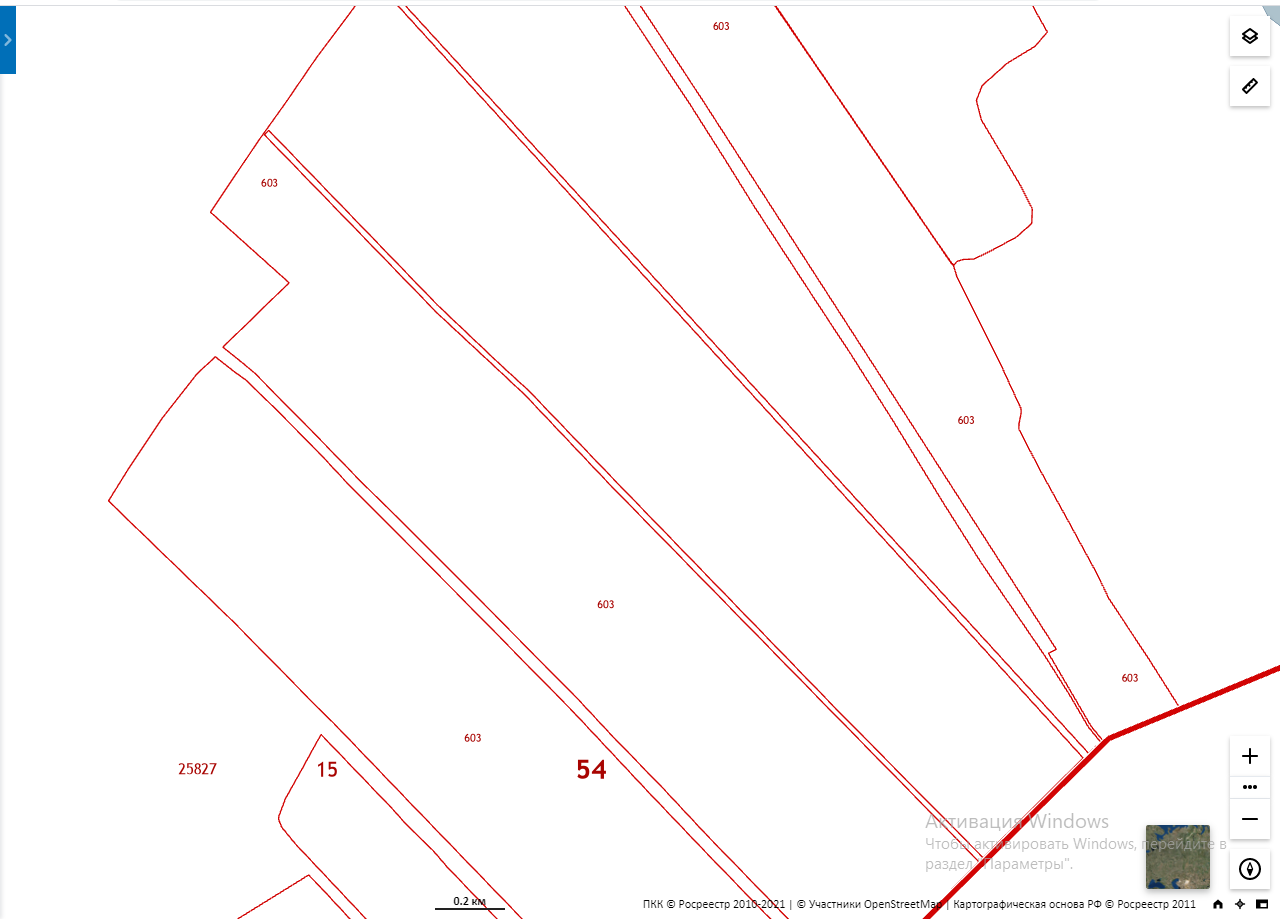 603
603
603
603
603
603
25827
15
54
Активация Windows
Чтобы активировать Windows, перейдите в
раздел "Параметры".
0.2 км
ПКК © Росреестр 2010-2021 | © Участники OpenStreetMap | Картографическая основа РФ © Росреестр 2011